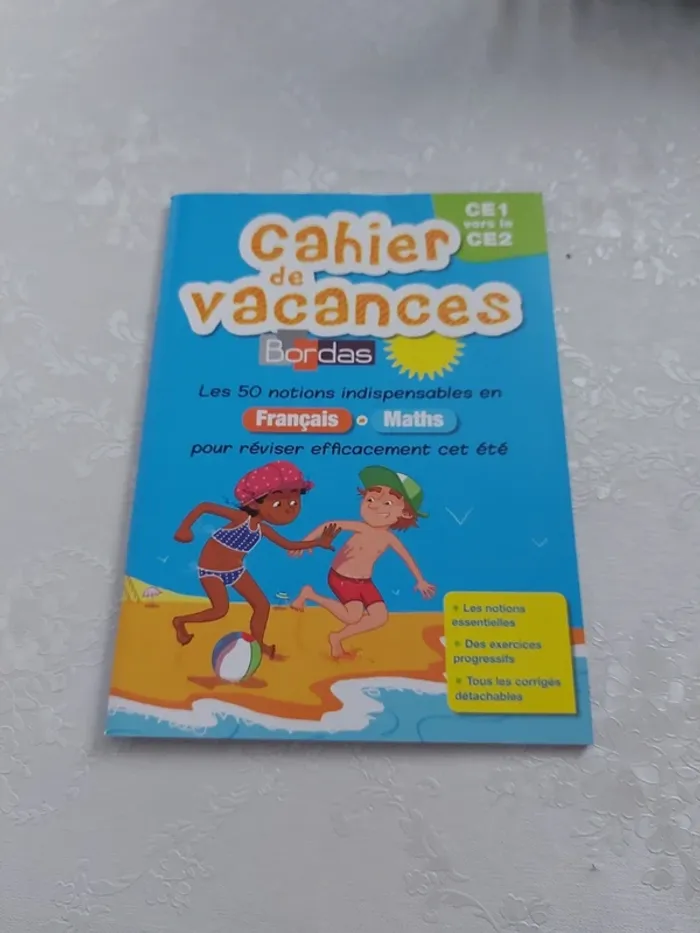 CE1
vers le
CE2
Cahier
de
vacances
Bordas
Les 50 notions indispensables en
Français • Maths
pour réviser efficacement cet été
• Les notions
essentielles
• Des exercices
progressifs
• Tous les corrigés
détachables